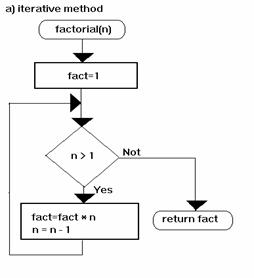 a) iterative method
factorial(n)
fact=1
n > 1
Not
Yes
fact=fact * n
n = n - 1
return fact